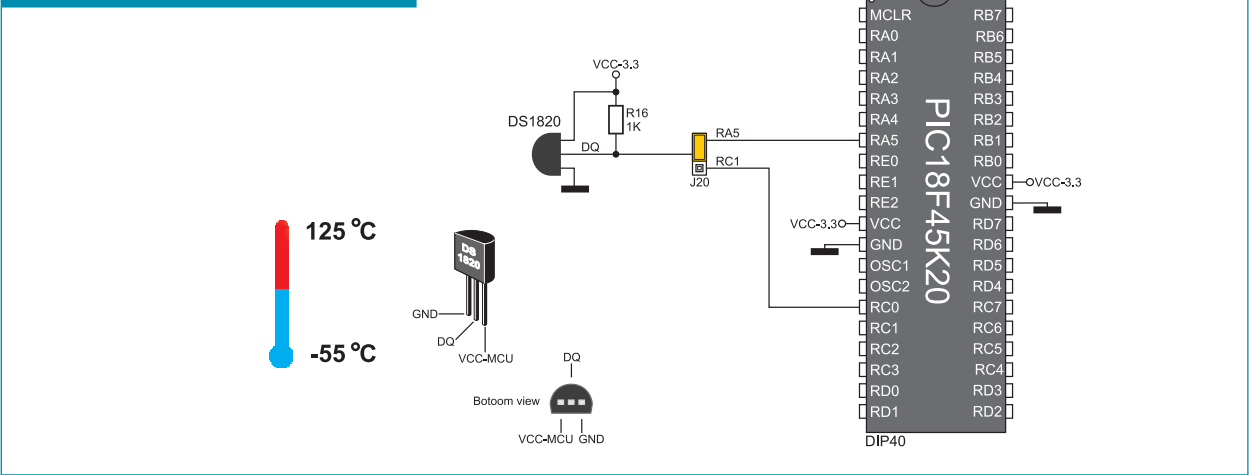 VCC-3.3
DS1820
R16
1K
DQ
RA5
RC1
J20
125 °C
-55 °C
DS
1820
GND
DQ
VCC-MCU
DQ
Botoom view
VCC-MCU GND
MCLR RB7
RA0 RB6
RA1 RB5
RA2 RB4
RA3 RB3
RA4 RB2
RA5 RB1
RE0 RB0
RE1 VCC VCC-3.3
RE2 GND
VCC-3.3 VCC RD7
GND RD6
OSC1 RD5
OSC2 RD4
RC0 RC7
RC1 RC6
RC2 RC5
RC3 RC4
RD0 RD3
RD1 RD2
PIC18F45K20
DIP40